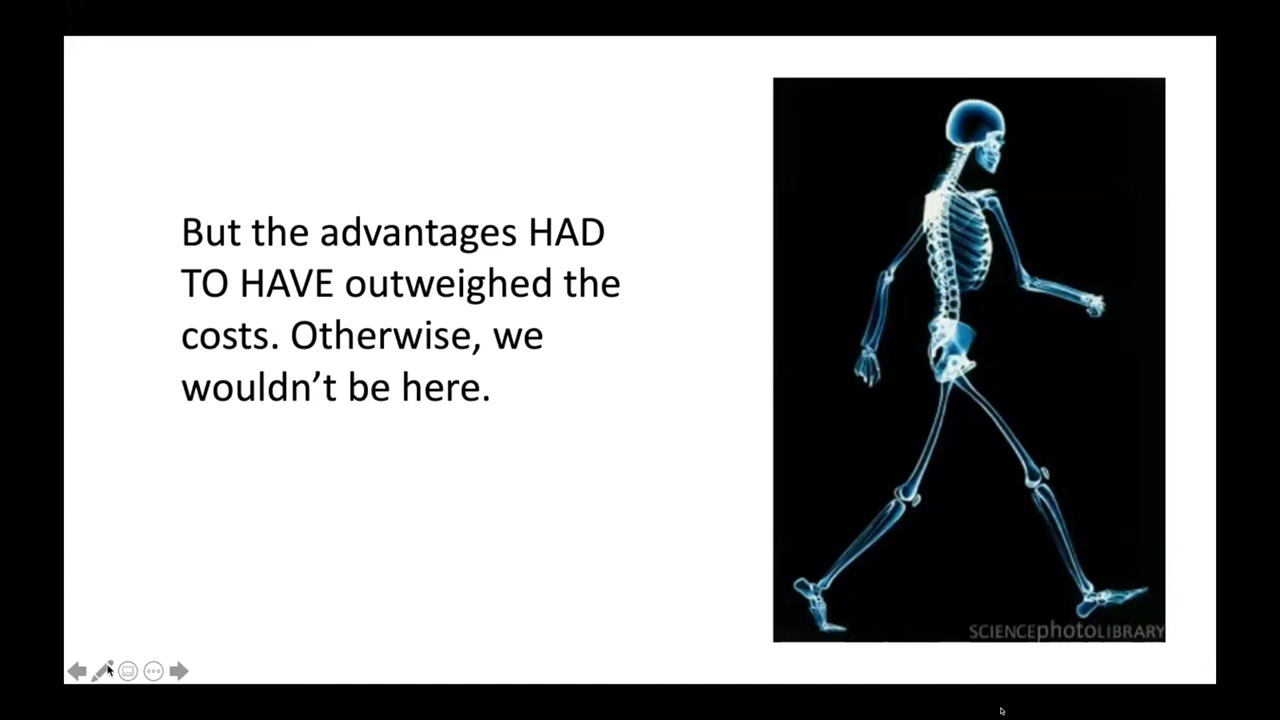 But the advantages HAD
TO HAVE outweighed the
costs. Otherwise, we
wouldn’t be here.
SCIENCEphotoLIBRARY